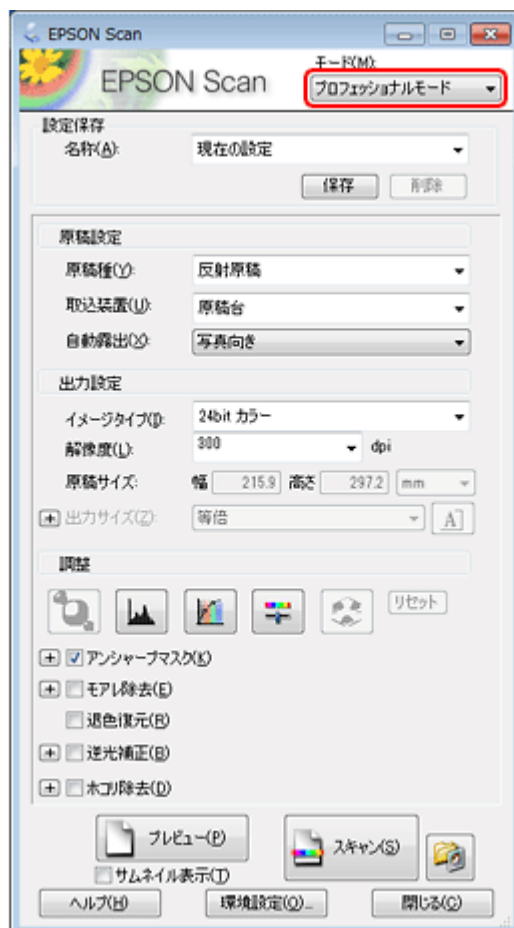 EPSON Scan
EPSON Scan
モード(M):
プロフェッショナルモード
設定保存
名称(A):
現在の設定
保存
削除
原稿設定
原稿種(Y):
反射原稿
取込装置(U):
原稿台
自動露出(X):
写真向き
出力設定
イメージタイプ(I):
24bit カラー
解像度(L):
300
dpi
原稿サイズ:
幅 215.9 高さ 297.2 mm
出力サイズ(Z):
等倍
調整
リセット
アンシャープマスク(K)
モアレ除去(E)
退色復元(R)
逆光補正(B)
ホコリ除去(D)
プレビュー(P)
スキャン(S)
サムネイル表示(T)
ヘルプ(H)
環境設定(O)...
閉じる(C)